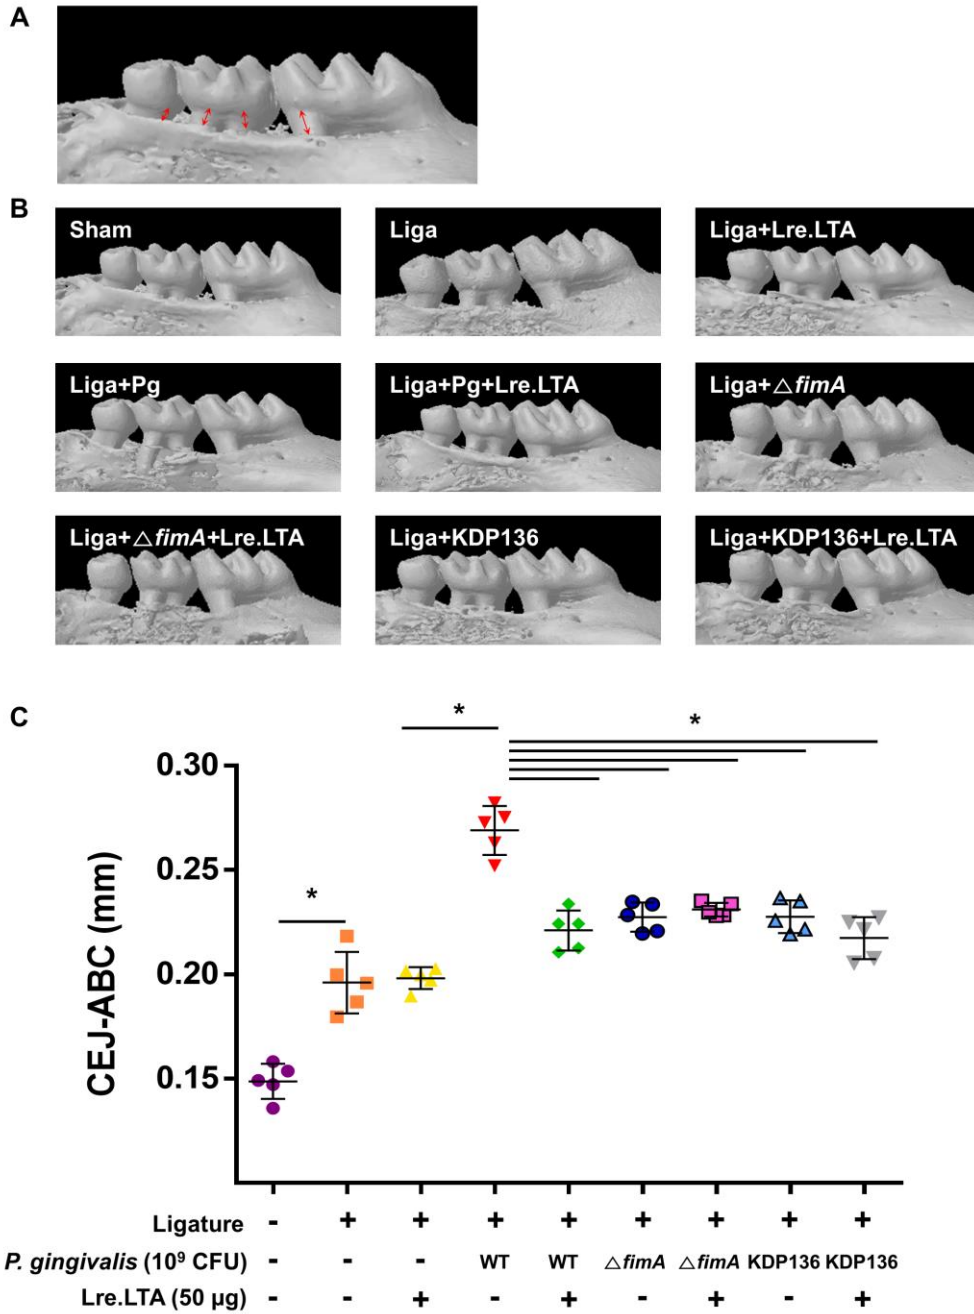 A
B
Sham
Liga
Liga+Lre.LTA
Liga+Pg
Liga+Pg+Lre.LTA
Liga+△fimA
Liga+△fimA+Lre.LTA
Liga+KDP136
Liga+KDP136+Lre.LTA
C
*
*
*
0.30
0.25
0.20
0.15
CEJ-ABC (mm)
Ligature - + + + + + + + +
P. gingivalis (10⁹ CFU) - - - WT WT △fimA △fimA KDP136 KDP136
Lre.LTA (50 μg) - - + - + - + - +